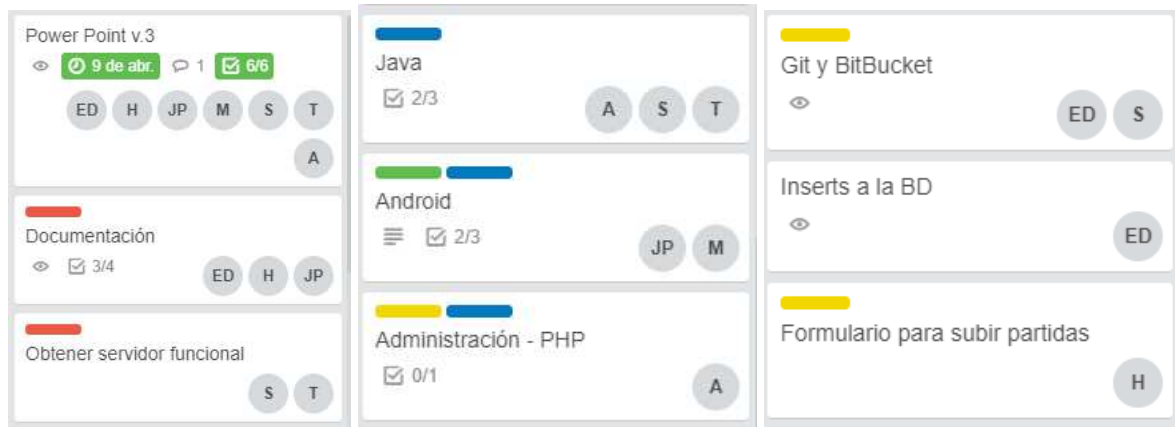 Power Point v.3
9 de abr. 1 6/6
ED H JP M S T
A
Documentación
3/4
ED H JP
Obtener servidor funcional
S T
Java
2/3
A S T
Android
2/3
JP M
Administración - PHP
0/1
A
Git y BitBucket
ED S
Inserts a la BD
ED
Formulario para subir partidas
H